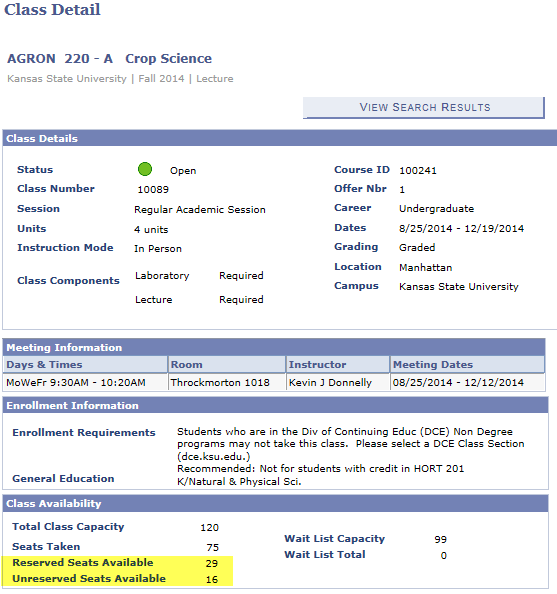 Class Detail
AGRON 220 - A Crop Science
Kansas State University | Fall 2014 | Lecture
VIEW SEARCH RESULTS
Class Details
Status Open Course ID 100241
Class Number 10089 Offer Nbr 1
Session Regular Academic Session Career Undergraduate
Units 4 units Dates 8/25/2014 - 12/19/2014
Instruction Mode In Person Grading Graded
Location Manhattan
Class Components Laboratory Required Campus Kansas State University
Lecture Required
Meeting Information
Days & Times Room Instructor Meeting Dates
MoWeFr 9:30AM - 10:20AM Throckmorton 1018 Kevin J Donnelly 08/25/2014 - 12/12/2014
Enrollment Information
Enrollment Requirements Students who are in the Div of Continuing Educ (DCE) Non Degree
programs may not take this class. Please select a DCE Class Section
(dce.ksu.edu.)
Recommended: Not for students with credit in HORT 201
General Education K/Natural & Physical Sci.
Class Availability
Total Class Capacity 120 Wait List Capacity 99
Seats Taken 75 Wait List Total 0
Reserved Seats Available 29
Unreserved Seats Available 16